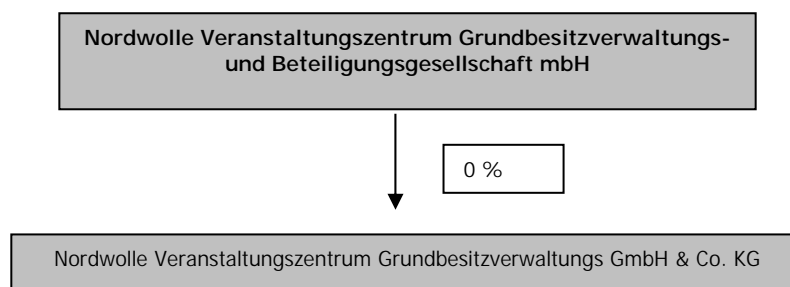 Nordwolle Veranstaltungszentrum Grundbesitzverwaltungs-
und Beteiligungsgesellschaft mbH
0 %
Nordwolle Veranstaltungszentrum Grundbesitzverwaltungs GmbH & Co. KG